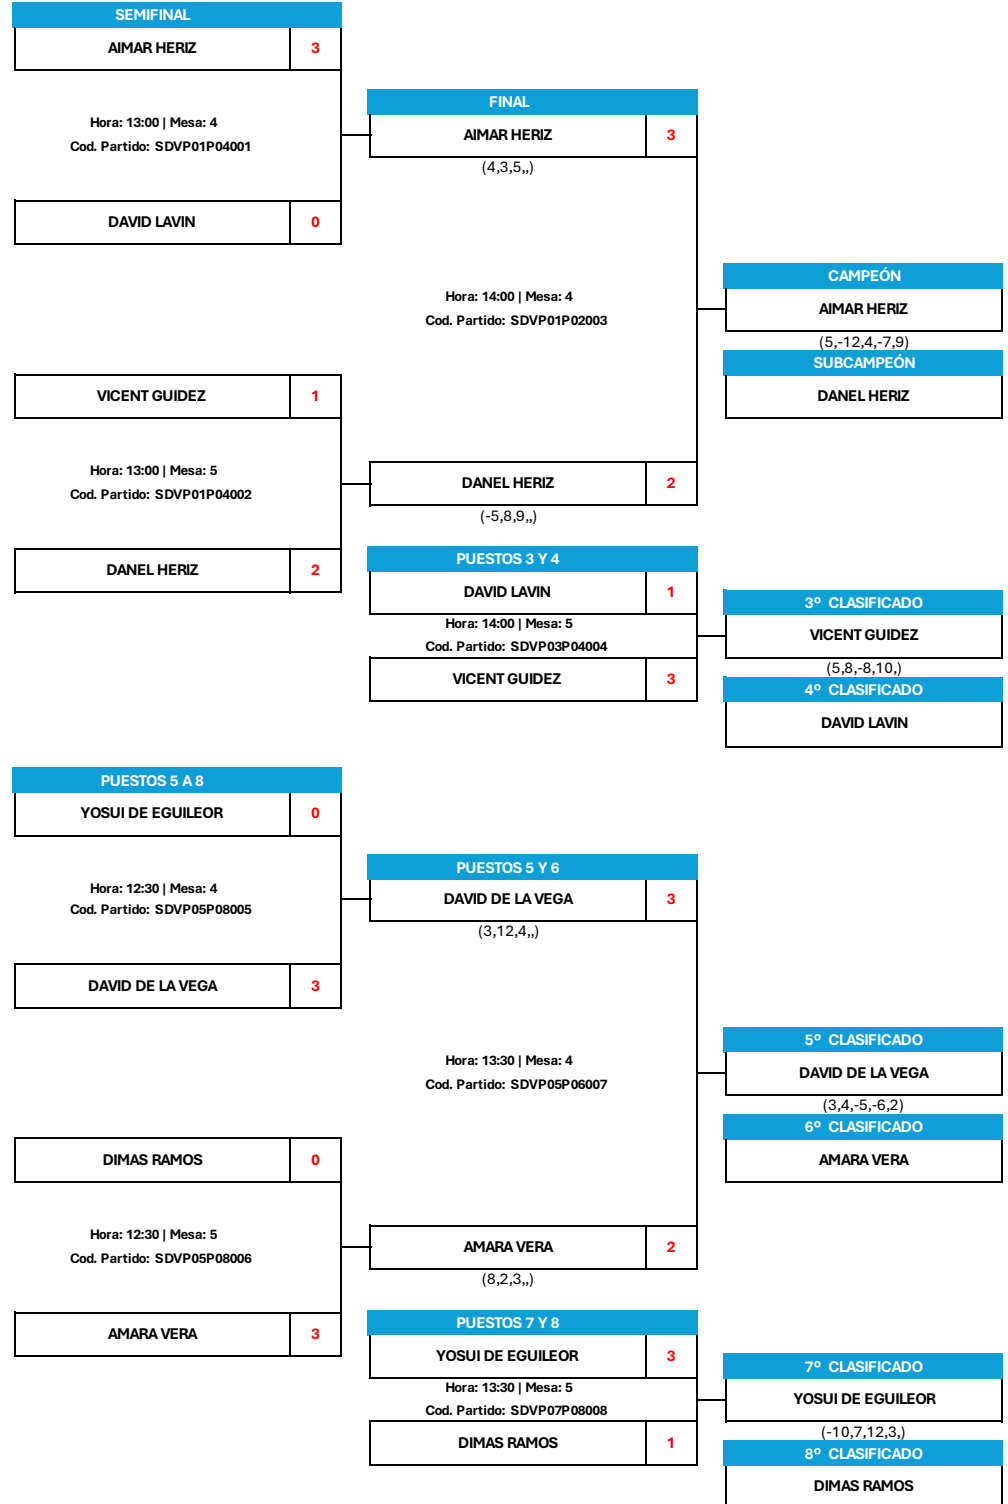 SEMIFINAL
AIMAR HERIZ 3
Hora: 13:00 | Mesa: 4
Cod. Partido: SDVP01P04001
DAVID LAVIN 0
FINAL
AIMAR HERIZ 3
(4,3,5,,)
Hora: 14:00 | Mesa: 4
Cod. Partido: SDVP01P02003
CAMPEÓN
AIMAR HERIZ
(5,-12,4,-7,9)
SUBCAMPEÓN
DANEL HERIZ
VICENT GUIDEZ 1
Hora: 13:00 | Mesa: 5
Cod. Partido: SDVP01P04002
DANEL HERIZ 2
DANEL HERIZ 2
(-5,8,9,,)
PUESTOS 3 Y 4
DAVID LAVIN 1
Hora: 14:00 | Mesa: 5
Cod. Partido: SDVP03P04004
VICENT GUIDEZ 3
3º CLASIFICADO
VICENT GUIDEZ
(5,8,-8,10,)
4º CLASIFICADO
DAVID LAVIN
PUESTOS 5 A 8
YOSUI DE EGUILEOR 0
Hora: 12:30 | Mesa: 4
Cod. Partido: SDVP05P08005
DAVID DE LA VEGA 3
PUESTOS 5 Y 6
DAVID DE LA VEGA 3
(3,12,4,,)
Hora: 13:30 | Mesa: 4
Cod. Partido: SDVP05P06007
5º CLASIFICADO
DAVID DE LA VEGA
(3,4,-5,-6,2)
6º CLASIFICADO
AMARA VERA
DIMAS RAMOS 0
Hora: 12:30 | Mesa: 5
Cod. Partido: SDVP05P08006
AMARA VERA 3
AMARA VERA 2
(8,2,3,,)
PUESTOS 7 Y 8
YOSUI DE EGUILEOR 3
Hora: 13:30 | Mesa: 5
Cod. Partido: SDVP07P08008
DIMAS RAMOS 1
7º CLASIFICADO
YOSUI DE EGUILEOR
(-10,7,12,3,)
8º CLASIFICADO
DIMAS RAMOS